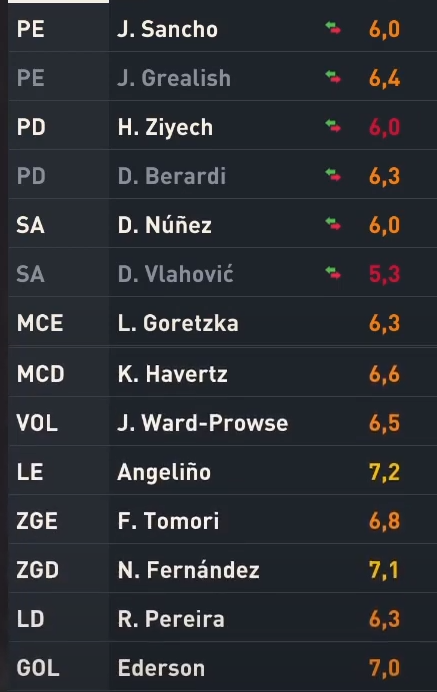 PE J. Sancho 6,0
PE J. Grealish 6,4
PD H. Ziyech 6,0
PD D. Berardi 6,3
SA D. Núñez 6,0
SA D. Vlahović 5,3
MCE L. Goretzka 6,3
MCD K. Havertz 6,6
VOL J. Ward-Prowse 6,5
LE Angeliño 7,2
ZGE F. Tomori 6,8
ZGD N. Fernández 7,1
LD R. Pereira 6,3
GOL Ederson 7,0